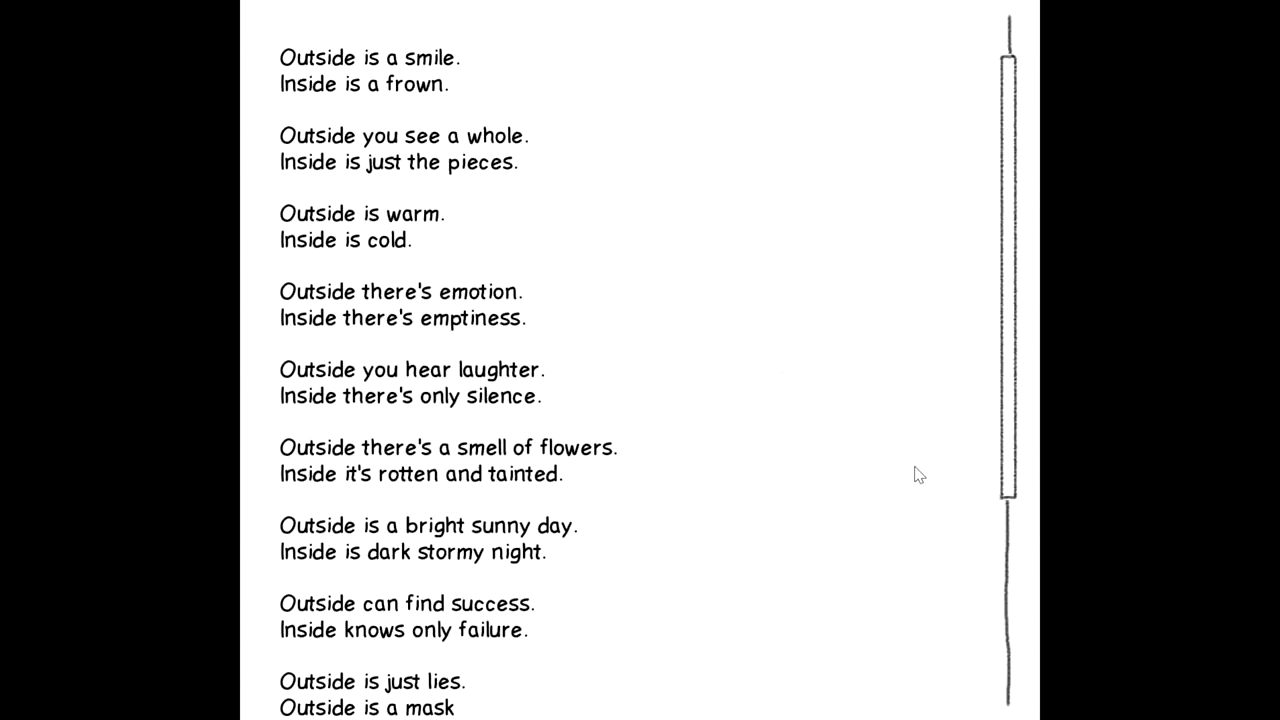 Outside is a smile.
Inside is a frown.
Outside you see a whole.
Inside is just the pieces.
Outside is warm.
Inside is cold.
Outside there's emotion.
Inside there's emptiness.
Outside you hear laughter.
Inside there's only silence.
Outside there's a smell of flowers.
Inside it's rotten and tainted.
Outside is a bright sunny day.
Inside is dark stormy night.
Outside can find success.
Inside knows only failure.
Outside is just lies.
Outside is a mask